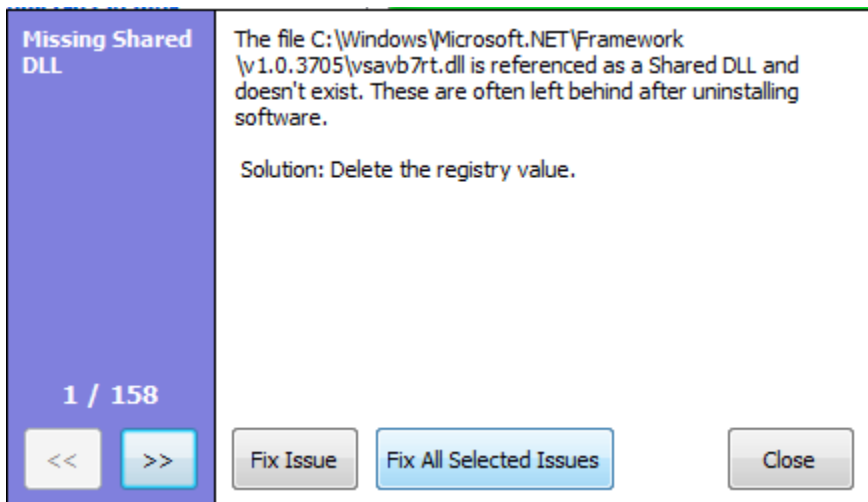 Missing Shared
DLL
The file C:\Windows\Microsoft.NET\Framework
\v1.0.3705\vsavb7rt.dll is referenced as a Shared DLL and
doesn't exist. These are often left behind after uninstalling
software.
Solution: Delete the registry value.
1 / 158
<<
>>
Fix Issue
Fix All Selected Issues
Close